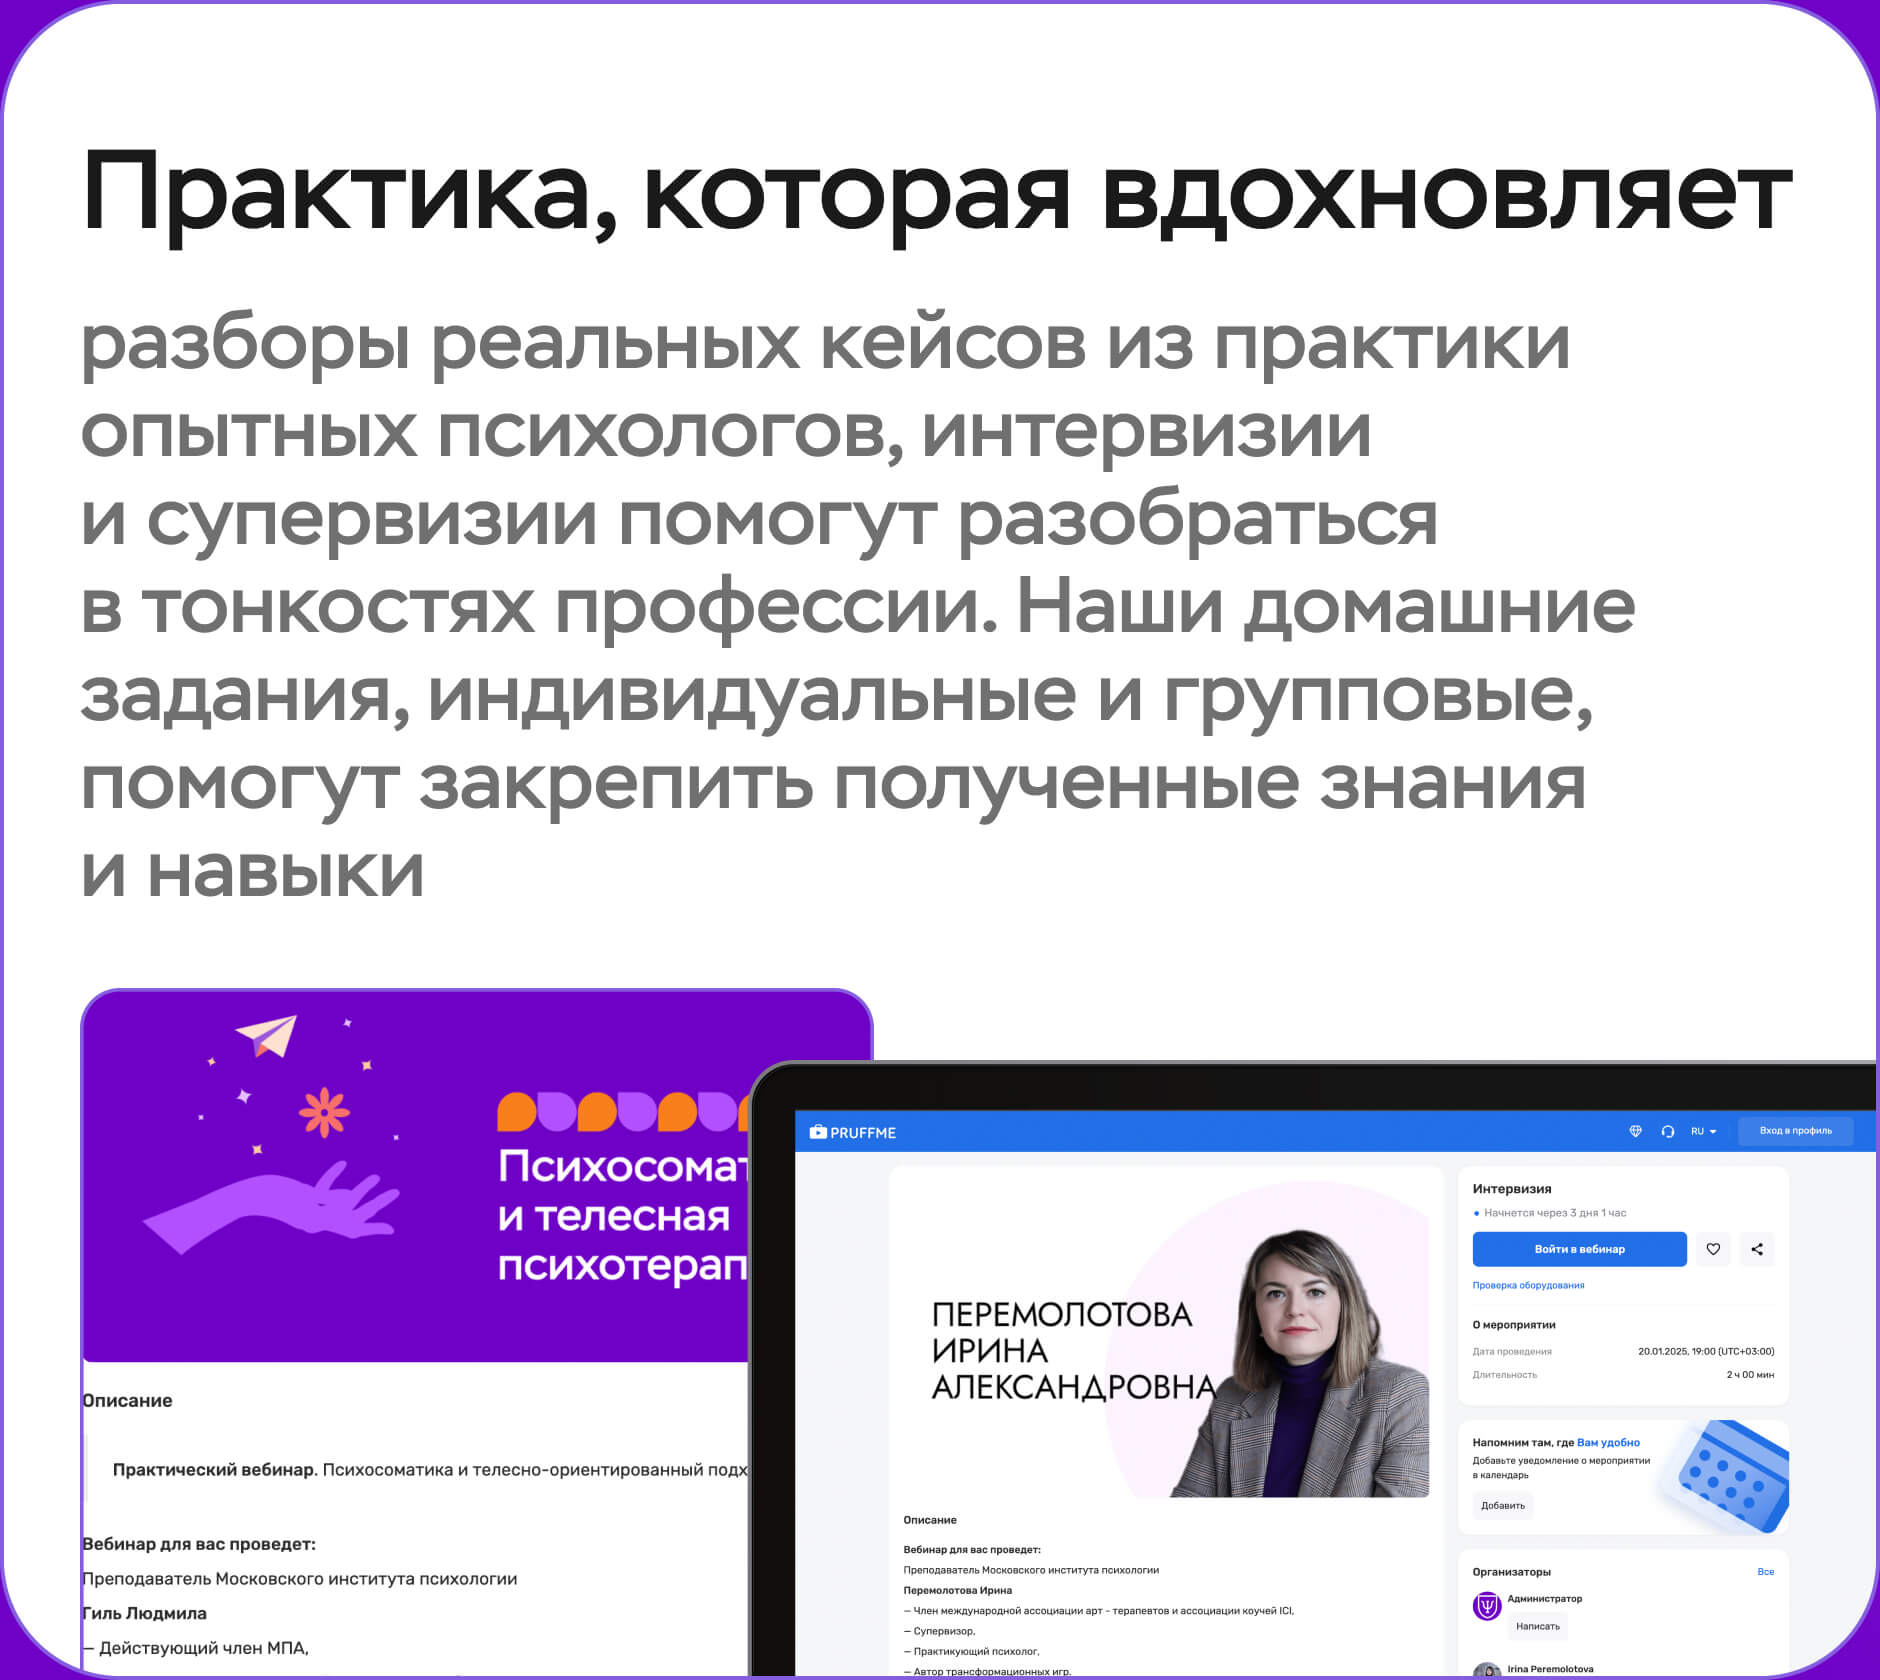 Практика, которая вдохновляет
разборы реальных кейсов из практики
опытных психологов, интервизии
и супервизии помогут разобраться
в тонкостях профессии. Наши домашние
задания, индивидуальные и групповые,
помогут закрепить полученные знания
и навыки
Психосомат
и телесная
психотерап
Описание
Практический вебинар. Психосоматика и телесно-ориентированный подх
Вебинар для вас проведет:
Преподаватель Московского института психологии
Гиль Людмила
— Действующий член МПА,
PRUFFME
RU
Вход в профиль
ПЕРЕМОЛОТОВА
ИРИНА
АЛЕКСАНДРОВНА
Описание
Вебинар для вас проведет:
Преподаватель Московского института психологии
Перемолотова Ирина
— Член международной ассоциации арт - терапевтов и ассоциации коучей ICI,
— Супервизор,
— Практикующий психолог,
— Автор трансформационных игр.
Интервизия
Начнется через 3 дня 1 час
Войти в вебинар
Проверка оборудования
О мероприятии
Дата проведения 20.01.2025, 19:00 (UTC+03:00)
Длительность 2 ч 00 мин
Напомним там, где Вам удобно
Добавьте уведомление о мероприятии
в календарь
Добавить
Организаторы Все
Администратор
Написать
Irina Peremolotova